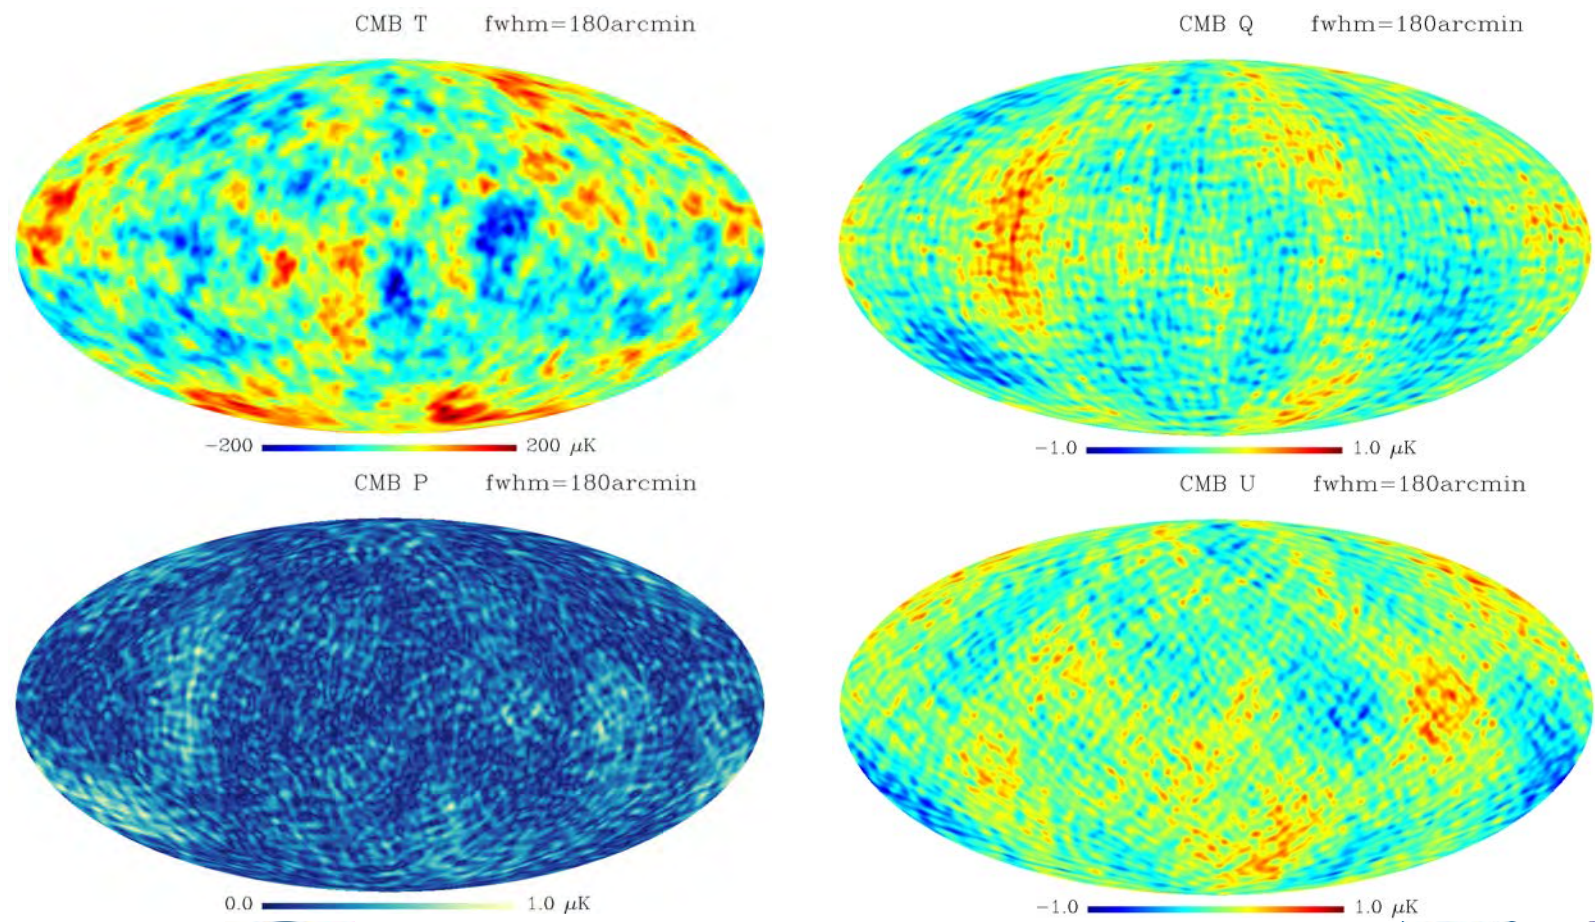 CMB T fwhm=180arcmin
CMB Q fwhm=180arcmin
−200 200 μK
−1.0 1.0 μK
CMB P fwhm=180arcmin
CMB U fwhm=180arcmin
0.0 1.0 μK
−1.0 1.0 μK